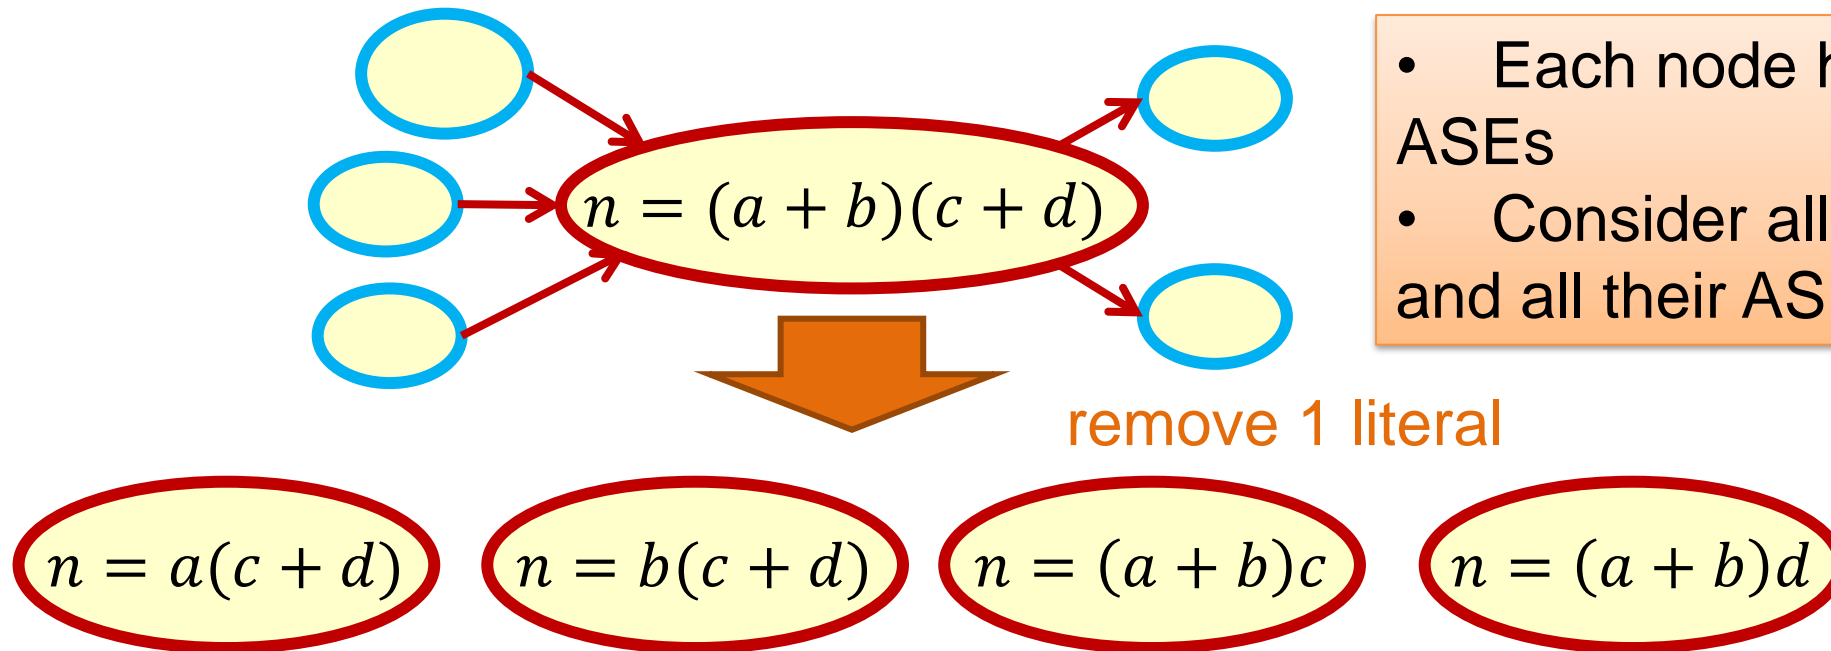 • Each node
ASEs
• Consider all
and all their AS
n = (a + b)(c + d)
remove 1 literal
n = a(c + d)
n = b(c + d)
n = (a + b)c
n = (a + b)d